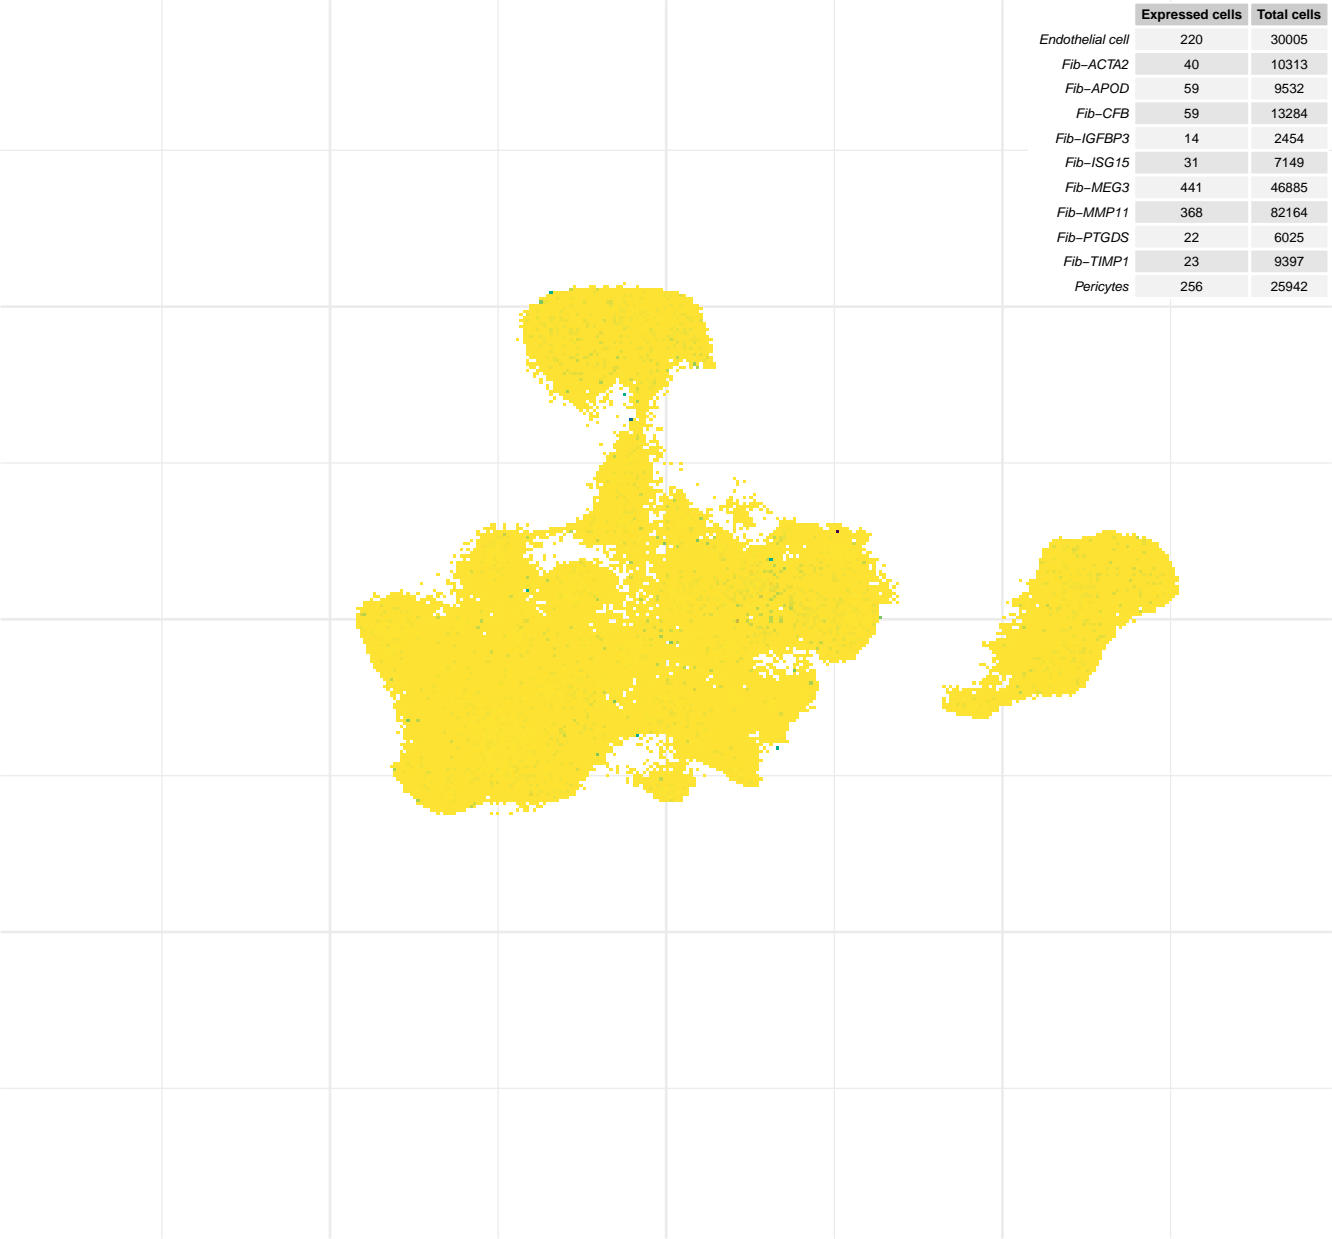 Expressed cells Total cells
Endothelial cell 220 30005
Fib−ACTA2 40 10313
Fib−APOD 59 9532
Fib−CFB 59 13284
Fib−IGFBP3 14 2454
Fib−ISG15 31 7149
Fib−MEG3 441 46885
Fib−MMP11 368 82164
Fib−PTGDS 22 6025
Fib−TIMP1 23 9397
Pericytes 256 25942